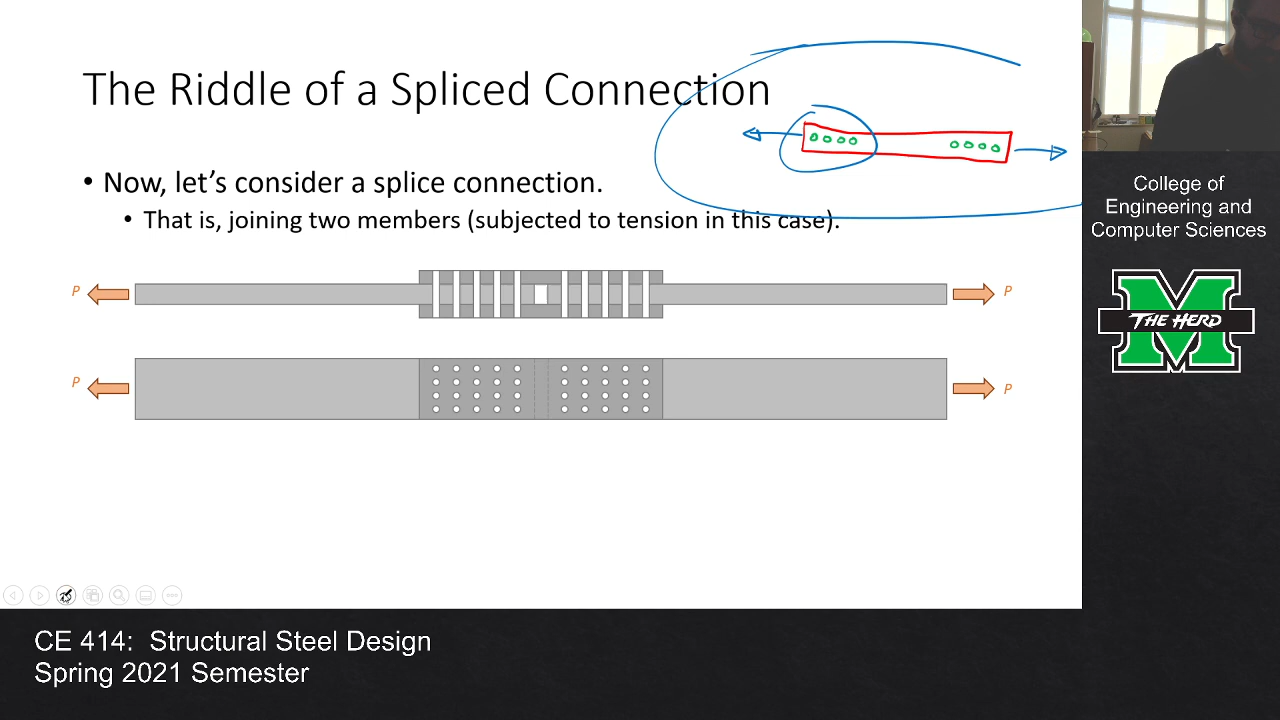 The Riddle of a Spliced Connection
• Now, let’s consider a splice connection.
• That is, joining two members (subjected to tension in this case).
P
P
P
P
College of
Engineering and
Computer Sciences
THE HERD
CE 414: Structural Steel Design
Spring 2021 Semester